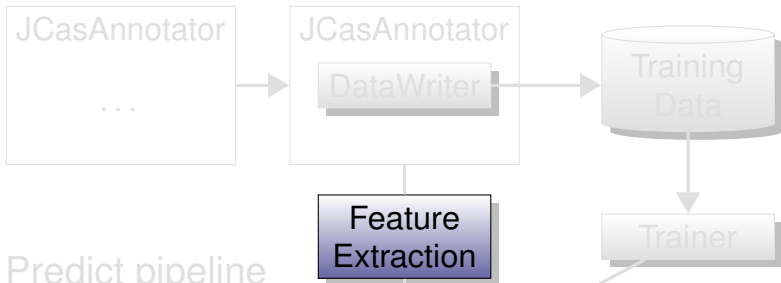 JCasAnnotator
JCasAnnotator
DataWriter
Training
Data
. . .
Feature
Extraction
Trainer
Predict pipeline